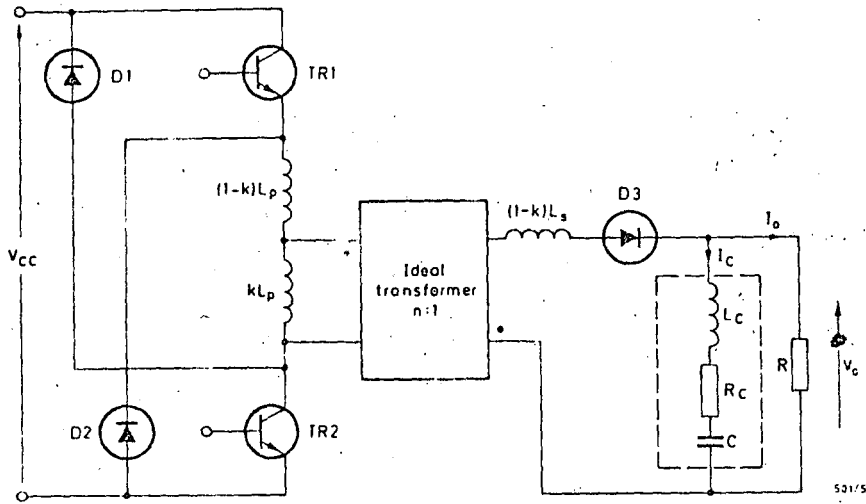 D1
TR1
(1-k)Lp
VCC
kLp
Ideal
transformer
n:1
(1-k)Ls
D3
Io
IC
LC
RC
C
R
Vo
D2
TR2
501/5